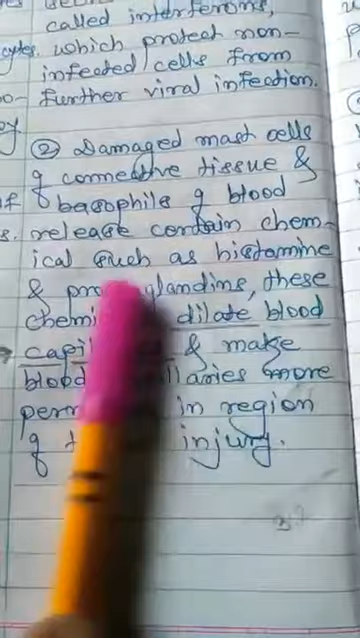 called interferons,
which protect non-
infected cells from
further viral infection.
② Damaged mast cells
of connective tissue &
basophils of blood
release contain chem-
ical such as histamine
& pro glandins, these
chemi dilate blood
capi & make
blood llaries more
perm in region
of injury.